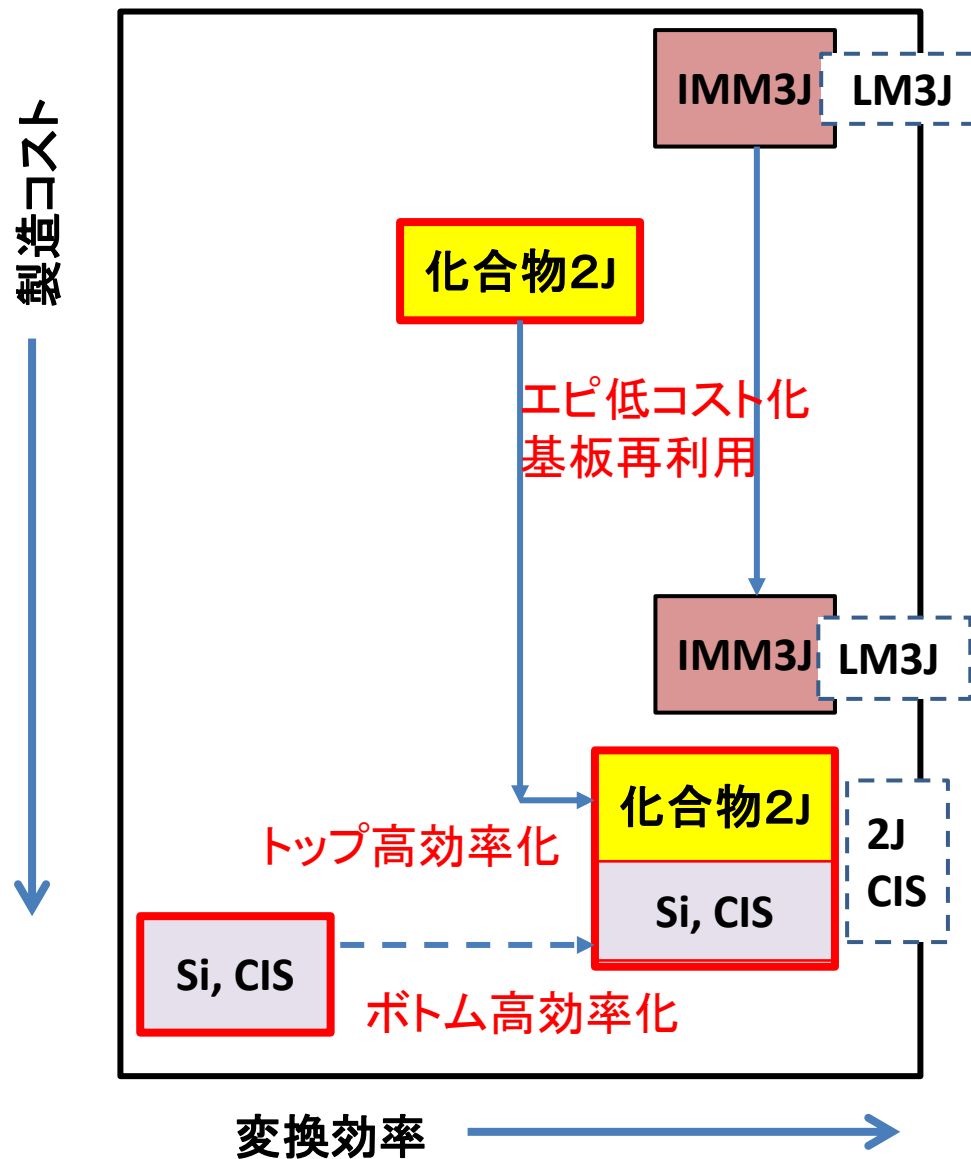 IMM3J
LM3J
製造コスト
化合物２J
エピ低コスト化
基板再利用
IMM3J
LM3J
化合物２J
トップ高効率化
2J
CIS
Si, CIS
Si, CIS
ボトム高効率化
変換効率